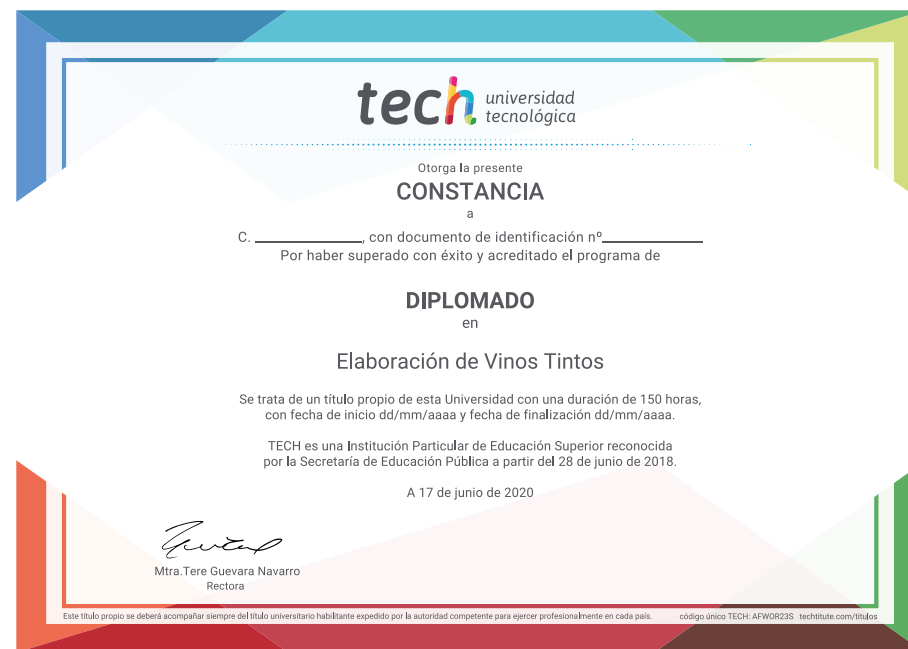 tech universidad
tecnológica
Otorga la presente
CONSTANCIA
a
C. ____________, con documento de identificación nº____________
Por haber superado con éxito y acreditado el programa de
DIPLOMADO
en
Elaboración de Vinos Tintos
Se trata de un título propio de esta Universidad con una duración de 150 horas,
con fecha de inicio dd/mm/aaaa y fecha de finalización dd/mm/aaaa.
TECH es una Institución Particular de Educación Superior reconocida
por la Secretaría de Educación Pública a partir del 28 de junio de 2018.
A 17 de junio de 2020
Mtra.Tere Guevara Navarro
Rectora
Este título propio se deberá acompañar siempre del título universitario habilitante expedido por la autoridad competente para ejercer profesionalmente en cada país. código único TECH: AFWOR23S techtitute.com/titulos